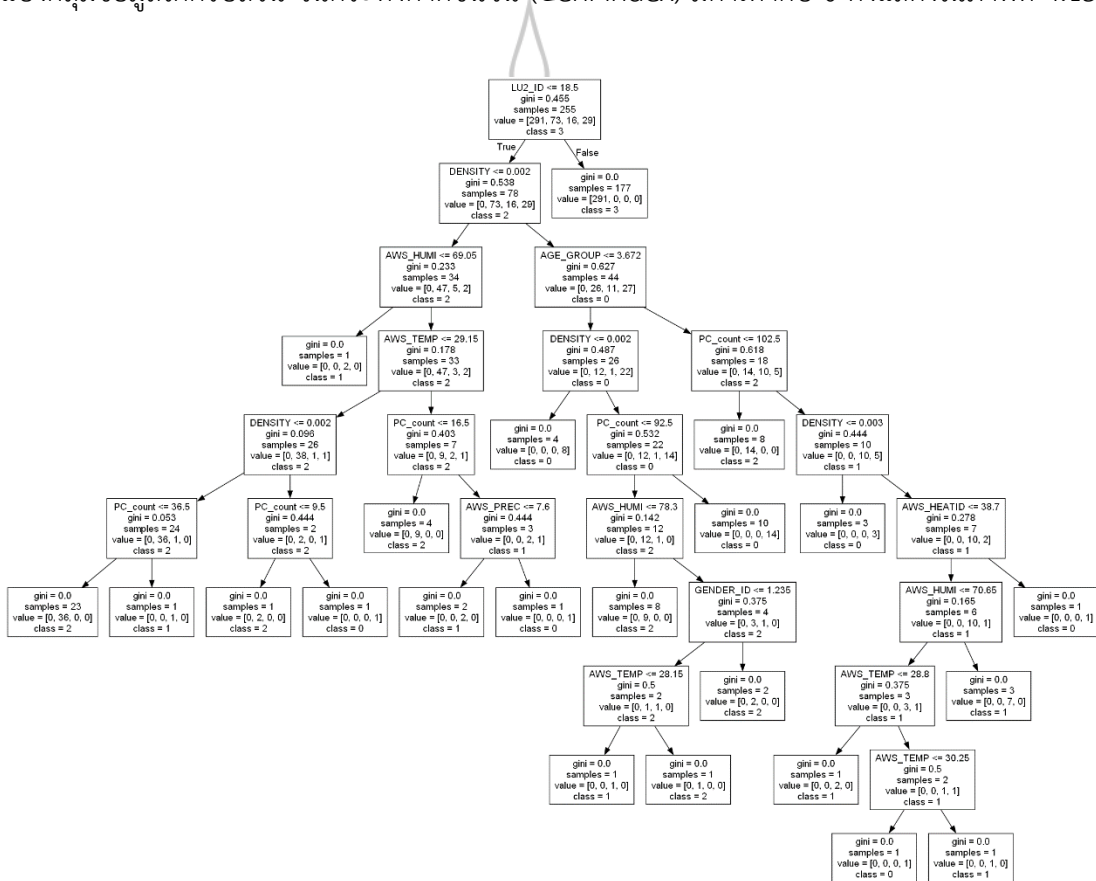 LU2_ID <= 18.5
gini = 0.455
samples = 255
value = [291, 73, 16, 29]
class = 3
True
False
DENSITY <= 0.002
gini = 0.538
samples = 78
value = [0, 73, 16, 29]
class = 2
gini = 0.0
samples = 177
value = [291, 0, 0, 0]
class = 3
AWS_HUMI <= 69.05
gini = 0.233
samples = 34
value = [0, 47, 5, 2]
class = 2
AGE_GROUP <= 3.672
gini = 0.627
samples = 44
value = [0, 26, 11, 27]
class = 0
gini = 0.0
samples = 1
value = [0, 0, 2, 0]
class = 1
AWS_TEMP <= 29.15
gini = 0.178
samples = 33
value = [0, 47, 3, 2]
class = 2
DENSITY <= 0.002
gini = 0.487
samples = 26
value = [0, 12, 1, 22]
class = 0
PC_count <= 102.5
gini = 0.618
samples = 18
value = [0, 14, 10, 5]
class = 2
DENSITY <= 0.002
gini = 0.096
samples = 26
value = [0, 38, 1, 1]
class = 2
PC_count <= 16.5
gini = 0.403
samples = 7
value = [0, 9, 2, 1]
class = 2
gini = 0.0
samples = 4
value = [0, 0, 0, 8]
class = 0
PC_count <= 92.5
gini = 0.532
samples = 22
value = [0, 12, 1, 14]
class = 0
gini = 0.0
samples = 8
value = [0, 14, 0, 0]
class = 2
DENSITY <= 0.003
gini = 0.444
samples = 10
value = [0, 0, 10, 5]
class = 1
PC_count <= 36.5
gini = 0.053
samples = 24
value = [0, 36, 1, 0]
class = 2
PC_count <= 9.5
gini = 0.444
samples = 2
value = [0, 2, 0, 1]
class = 2
gini = 0.0
samples = 4
value = [0, 9, 0, 0]
class = 2
AWS_PREC <= 7.6
gini = 0.444
samples = 3
value = [0, 0, 2, 1]
class = 1
AWS_HUMI <= 78.3
gini = 0.142
samples = 12
value = [0, 12, 1, 0]
class = 2
gini = 0.0
samples = 10
value = [0, 0, 0, 14]
class = 0
gini = 0.0
samples = 3
value = [0, 0, 0, 3]
class = 0
AWS_HEATID <= 38.7
gini = 0.278
samples = 7
value = [0, 0, 10, 2]
class = 1
gini = 0.0
samples = 23
value = [0, 36, 0, 0]
class = 2
gini = 0.0
samples = 1
value = [0, 0, 1, 0]
class = 1
gini = 0.0
samples = 1
value = [0, 2, 0, 0]
class = 2
gini = 0.0
samples = 1
value = [0, 0, 0, 1]
class = 0
gini = 0.0
samples = 2
value = [0, 0, 2, 0]
class = 1
gini = 0.0
samples = 1
value = [0, 0, 0, 1]
class = 0
gini = 0.0
samples = 8
value = [0, 9, 0, 0]
class = 2
GENDER_ID <= 1.235
gini = 0.375
samples = 4
value = [0, 3, 1, 0]
class = 2
AWS_HUMI <= 70.65
gini = 0.165
samples = 6
value = [0, 0, 10, 1]
class = 1
gini = 0.0
samples = 1
value = [0, 0, 0, 1]
class = 0
AWS_TEMP <= 28.15
gini = 0.5
samples = 2
value = [0, 1, 1, 0]
class = 2
gini = 0.0
samples = 2
value = [0, 2, 0, 0]
class = 2
AWS_TEMP <= 28.8
gini = 0.375
samples = 3
value = [0, 0, 3, 1]
class = 1
gini = 0.0
samples = 3
value = [0, 0, 7, 0]
class = 1
gini = 0.0
samples = 1
value = [0, 0, 1, 0]
class = 1
gini = 0.0
samples = 1
value = [0, 1, 0, 0]
class = 2
gini = 0.0
samples = 1
value = [0, 0, 2, 0]
class = 1
AWS_TEMP <= 30.25
gini = 0.5
samples = 2
value = [0, 0, 1, 1]
class = 1
gini = 0.0
samples = 1
value = [0, 0, 0, 1]
class = 0
gini = 0.0
samples = 1
value = [0, 0, 1, 0]
class = 1